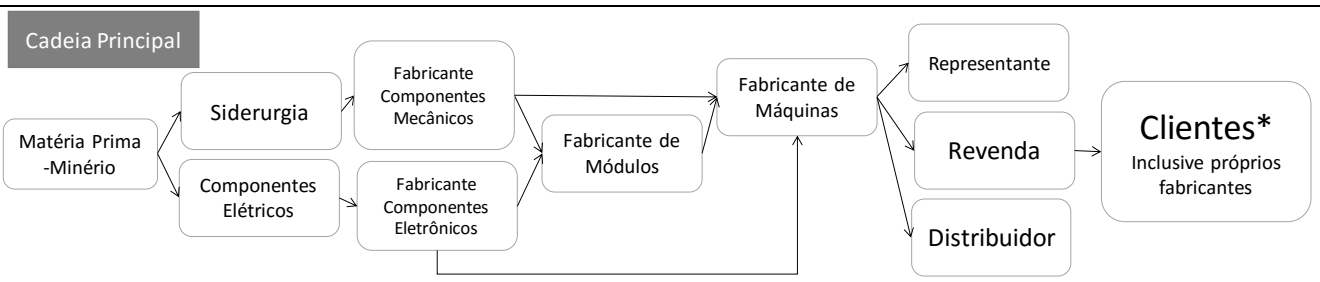 Cadeia Principal
Matéria Prima
-Minério
Siderurgia
Componentes
Elétricos
Fabricante
Componentes
Mecânicos
Fabricante
Componentes
Eletrônicos
Fabricante de
Módulos
Fabricante de
Máquinas
Representante
Revenda
Distribuidor
Clientes*
Inclusive próprios
fabricantes